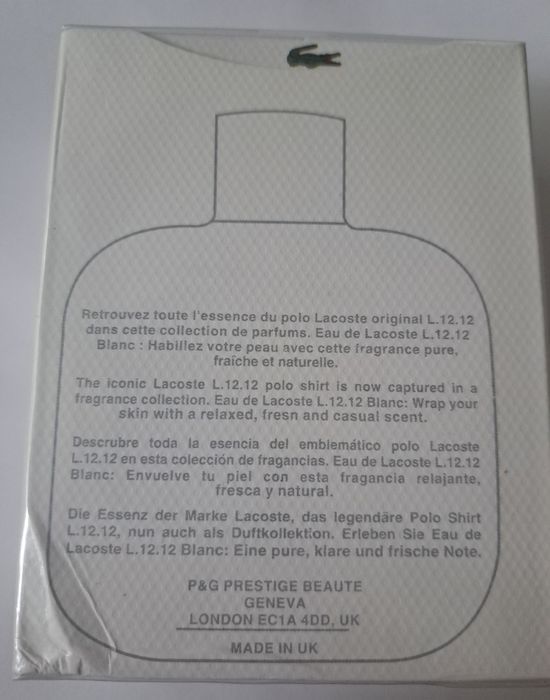 Retrouvez toute l'essence du polo Lacoste original L.12.12
dans cette collection de parfums. Eau de Lacoste L.12.12
Blanc : Habillez votre peau avec cette fragrance pure,
fraîche et naturelle.
The iconic Lacoste L.12.12 polo shirt is now captured in a
fragrance collection. Eau de Lacoste L.12.12 Blanc: Wrap your
skin with a relaxed, fresn and casual scent.
Descrubre toda la esencia del emblemático polo Lacoste
L.12.12 en esta colección de fragancias. Eau de Lacoste L.12.12
Blanc: Envuelve tu piel con esta fragancia relajante,
fresca y natural.
Die Essenz der Marke Lacoste, das legendäre Polo Shirt
L.12.12, nun auch als Duftkollektion. Erleben Sie Eau de
Lacoste L.12.12 Blanc: Eine pure, klare und frische Note.
P&G PRESTIGE BEAUTE
GENEVA
LONDON EC1A 4DD, UK
MADE IN UK